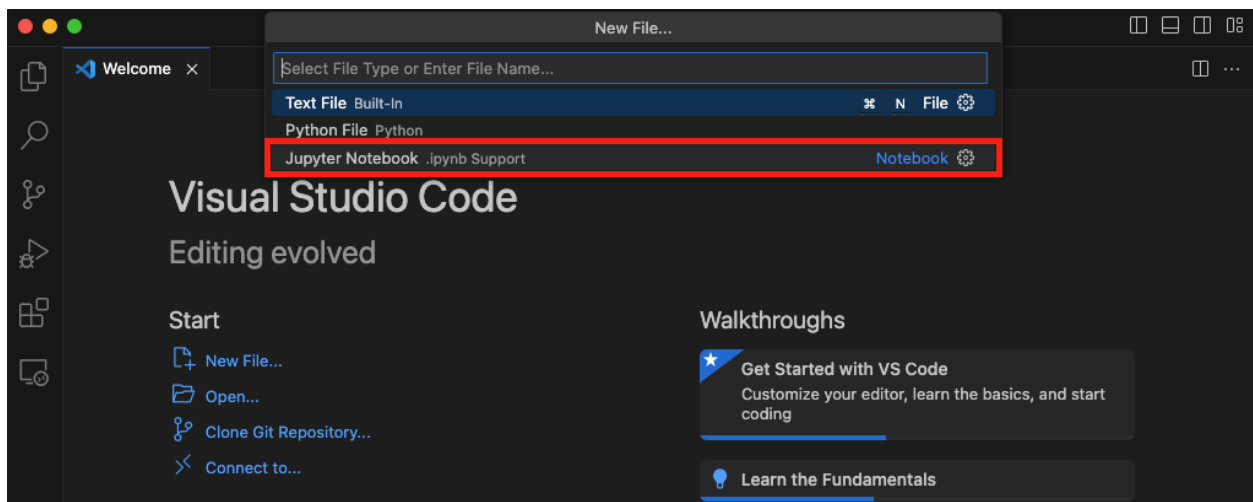 New File...
Welcome
Select File Type or Enter File Name...
Text File Built-In ⌘ N File
Python File Python
Jupyter Notebook .ipynb Support Notebook
Visual Studio Code
Editing evolved
Start
New File...
Open...
Clone Git Repository...
Connect to...
Walkthroughs
Get Started with VS Code
Customize your editor, learn the basics, and start
coding
Learn the Fundamentals